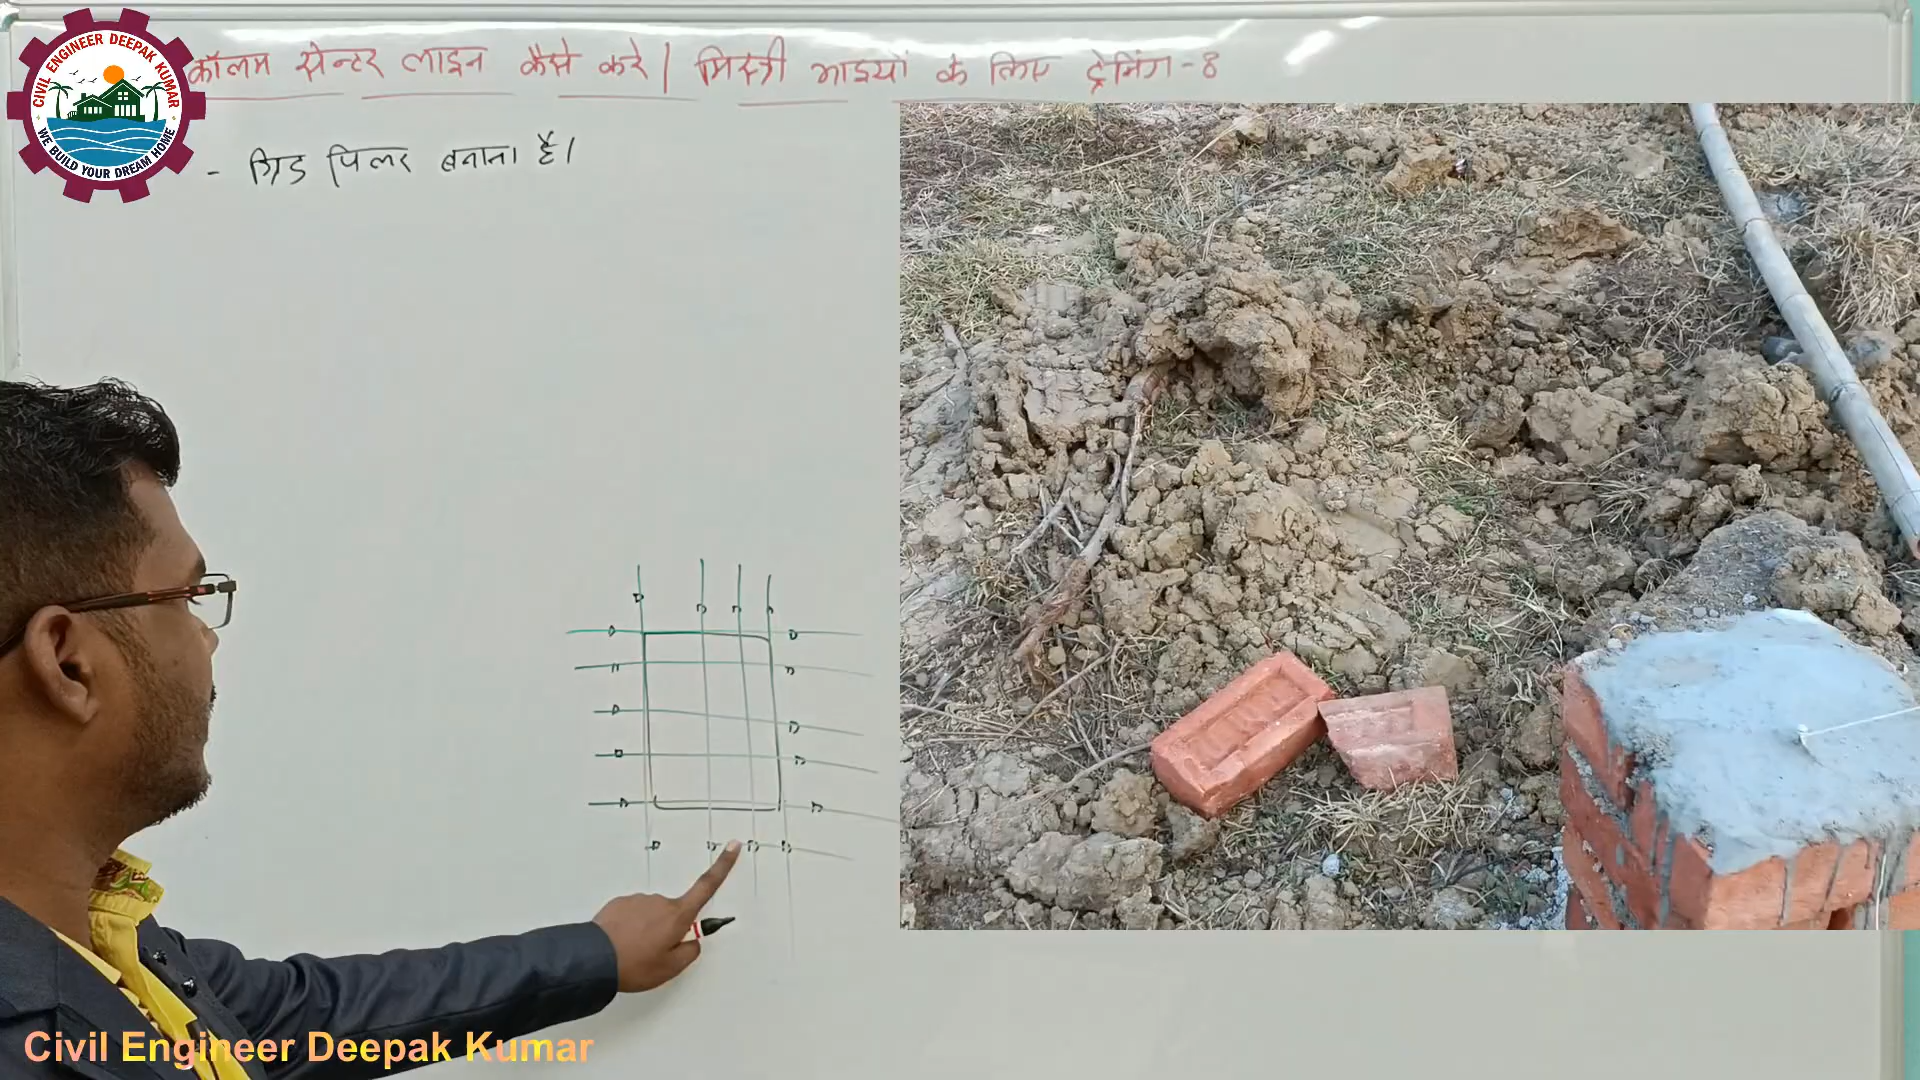 CIVIL ENGINEER DEEPAK KUMAR
WE BUILD YOUR DREAM HOME
कॉलम सेन्टर लाइन कैसे करे। मिस्त्री भाइयों के लिए ट्रेनिंग-8
- ग्रिड पिलर बनाना है।
Civil Engineer Deepak Kumar